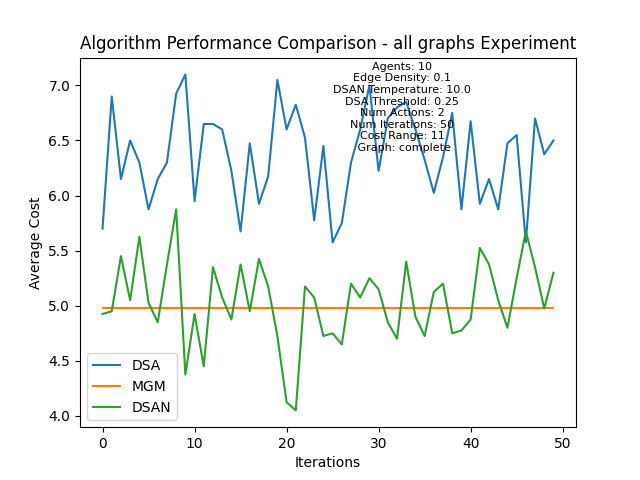 Algorithm Performance Comparison - all graphs Experiment
Agents: 10
Edge Density: 0.1
DSAN Temperature: 10.0
DSA Threshold: 0.25
Num Actions: 2
Num Iterations: 50
Cost Range: 11
Graph: complete
7.0
6.5
6.0
5.5
5.0
4.5
4.0
Average Cost
DSA
MGM
DSAN
0 10 20 30 40 50
Iterations